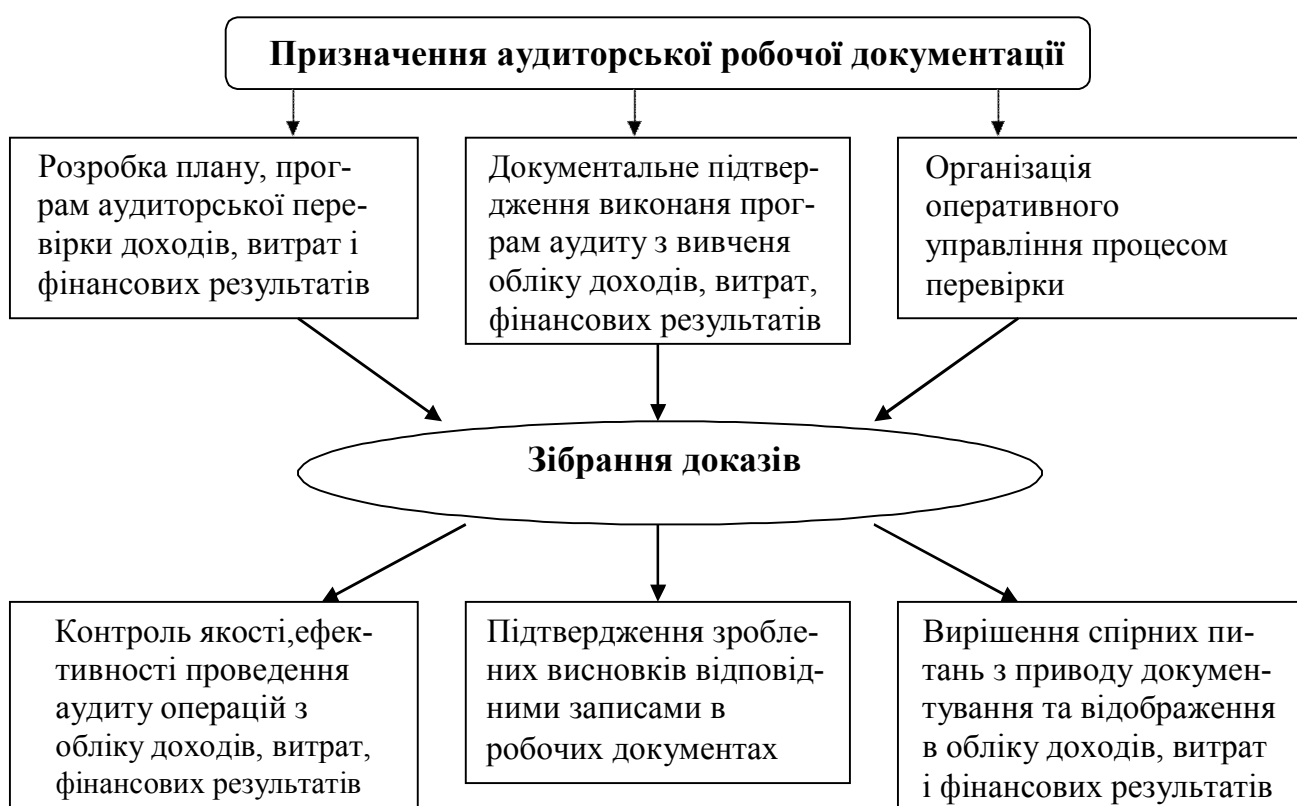 Призначення аудиторської робочої документації
Розробка плану, прог-
рам аудиторської пере-
вірки доходів, витрат і
фінансових результатів
Документальне підтвер-
дження виконаня прог-
рам аудиту з вивченя
обліку доходів, витрат,
фінансових результатів
Організація
оперативного
управління процесом
перевірки
Зібрання доказів
Контроль якості,ефек-
тивності проведення
аудиту операцій з
обліку доходів, витрат,
фінансових результатів
Підтвердження зробле-
них висновків відповід-
ними записами в
робочих документах
Вирішення спірних пи-
тань з приводу докумен-
тування та відображення
в обліку доходів, витрат
і фінансових результатів